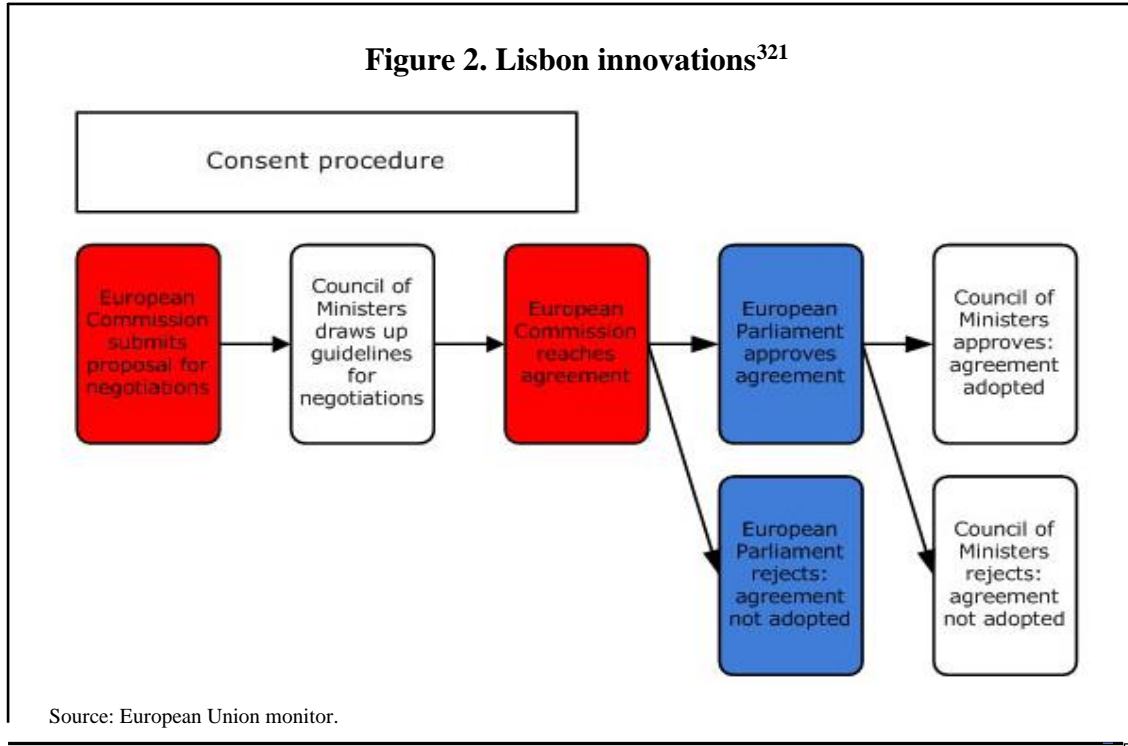 Figure 2. Lisbon innovations321
Consent procedure
European
Commission
submits
proposal for
negotiations
Council of
Ministers
draws up
guidelines
for
negotiations
European
Commission
reaches
agreement
European
Parliament
approves
agreement
Council of
Ministers
approves:
agreement
adopted
European
Parliament
rejects:
agreement
not adopted
Council of
Ministers
rejects:
agreement
not adopted
Source: European Union monitor.